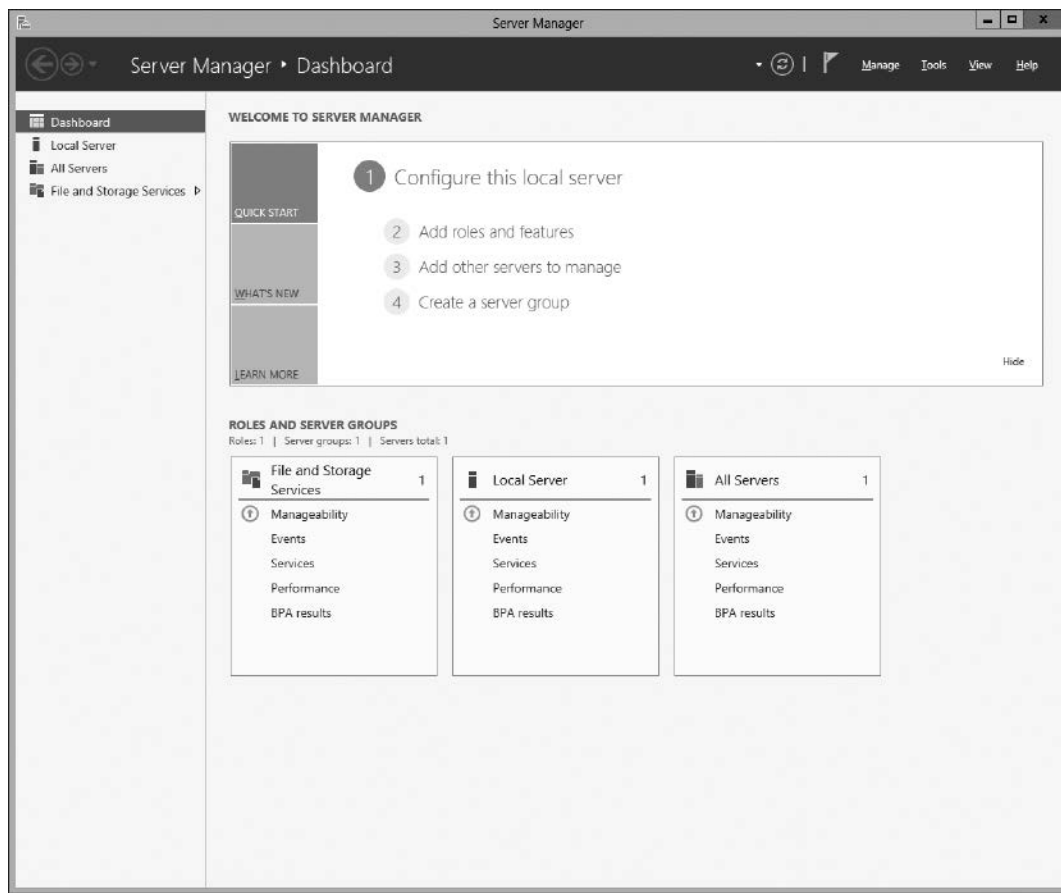 Server Manager
Server Manager • Dashboard
Manage Tools View Help
Dashboard
Local Server
All Servers
File and Storage Services
WELCOME TO SERVER MANAGER
QUICK START
WHAT'S NEW
LEARN MORE
1 Configure this local server
2 Add roles and features
3 Add other servers to manage
4 Create a server group
Hide
ROLES AND SERVER GROUPS
Roles: 1 | Server groups: 1 | Servers total: 1
File and Storage
Services 1
Manageability
Events
Services
Performance
BPA results
Local Server 1
Manageability
Events
Services
Performance
BPA results
All Servers 1
Manageability
Events
Services
Performance
BPA results